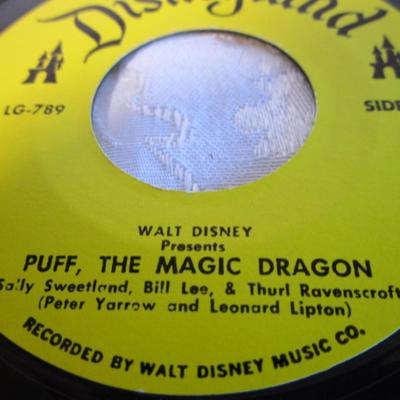 Disneyland
LG-789
SIDE
WALT DISNEY
Presents
PUFF, THE MAGIC DRAGON
Sally Sweetland, Bill Lee, & Thurl Ravenscroft
(Peter Yarrow and Leonard Lipton)
RECORDED BY WALT DISNEY MUSIC CO.